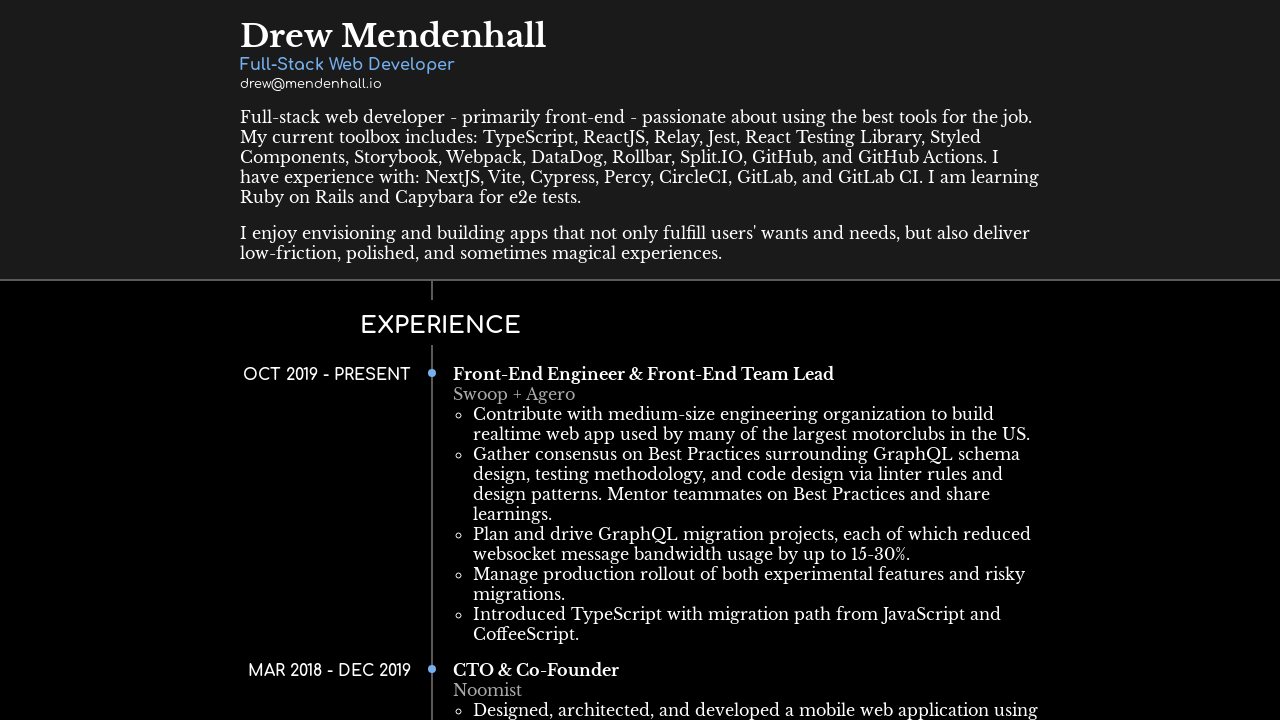 Drew Mendenhall
Full-Stack Web Developer
drew@mendenhall.io
Full-stack web developer - primarily front-end - passionate about using the best tools for the job.
My current toolbox includes: TypeScript, ReactJS, Relay, Jest, React Testing Library, Styled
Components, Storybook, Webpack, DataDog, Rollbar, Split.IO, GitHub, and GitHub Actions. I
have experience with: NextJS, Vite, Cypress, Percy, CircleCI, GitLab, and GitLab CI. I am learning
Ruby on Rails and Capybara for e2e tests.
I enjoy envisioning and building apps that not only fulfill users' wants and needs, but also deliver
low-friction, polished, and sometimes magical experiences.
EXPERIENCE
OCT 2019 - PRESENT
Front-End Engineer & Front-End Team Lead
Swoop + Agero
Contribute with medium-size engineering organization to build
realtime web app used by many of the largest motorclubs in the US.
Gather consensus on Best Practices surrounding GraphQL schema
design, testing methodology, and code design via linter rules and
design patterns. Mentor teammates on Best Practices and share
learnings.
Plan and drive GraphQL migration projects, each of which reduced
websocket message bandwidth usage by up to 15-30%.
Manage production rollout of both experimental features and risky
migrations.
Introduced TypeScript with migration path from JavaScript and
CoffeeScript.
MAR 2018 - DEC 2019
CTO & Co-Founder
Noomist
Designed, architected, and developed a mobile web application using